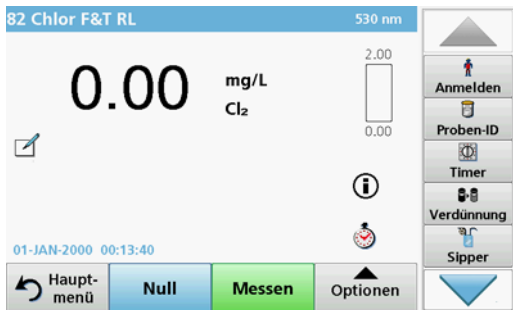 82 Chlor F&T RL 530 nm
0.00 mg/L
Cl₂
2.00
0.00
01-JAN-2000 00:13:40
Haupt-
menü
Null
Messen
Optionen
Anmelden
Proben-ID
Timer
Verdünnung
Sipper